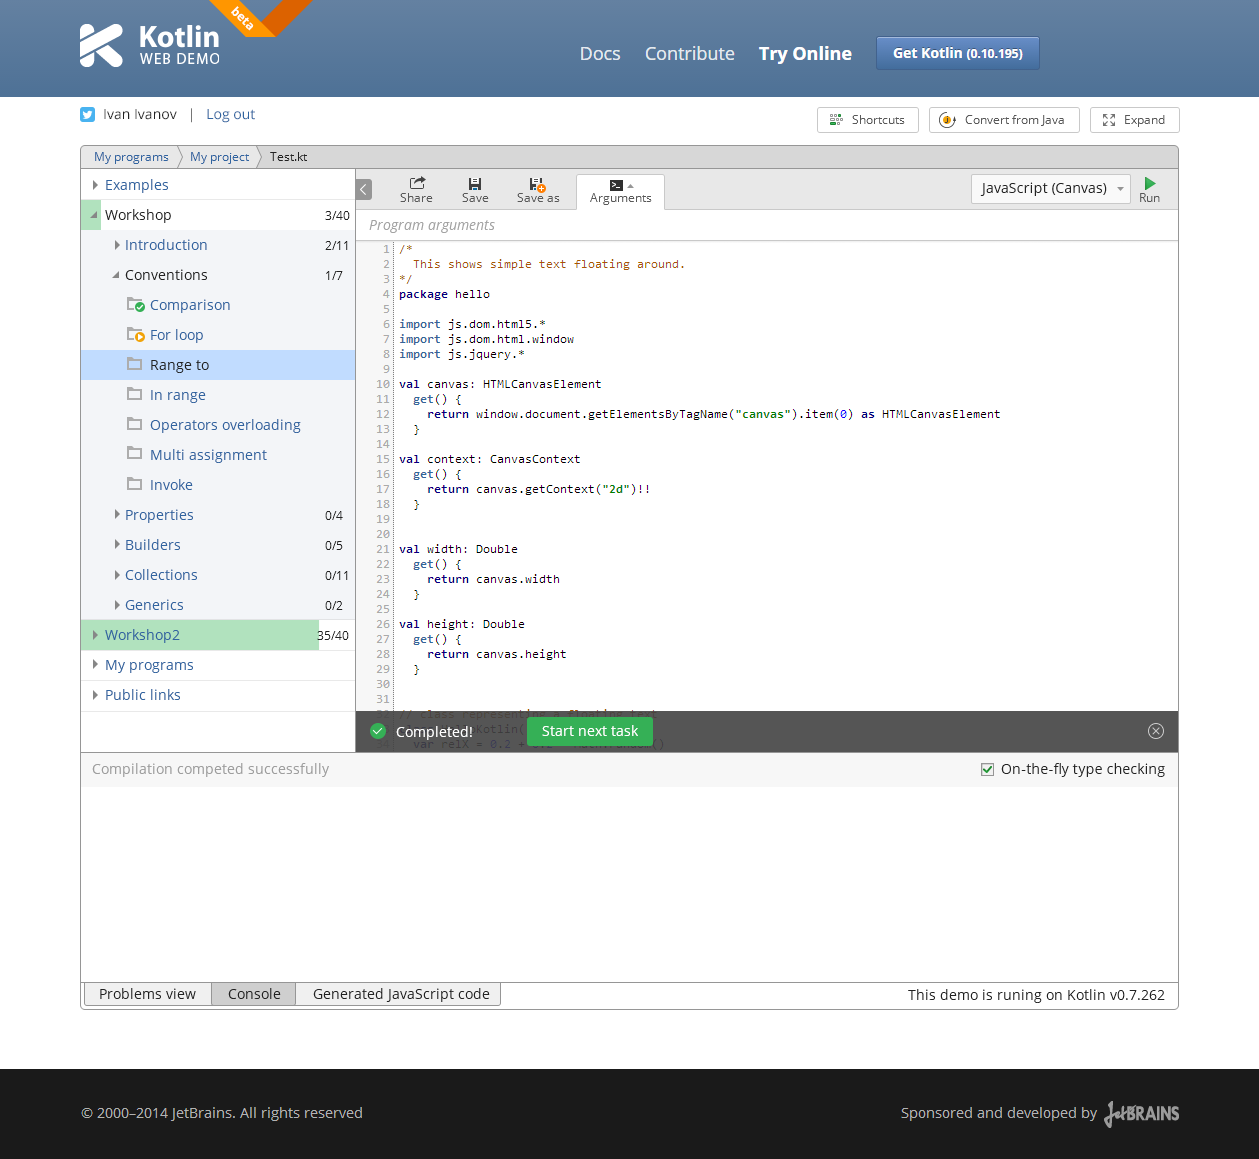 beta
Kotlin
WEB DEMO
Docs Contribute Try Online Get Kotlin (0.10.195)
Ivan Ivanov | Log out
Shortcuts Convert from Java Expand
My programs My project Test.kt
Examples
Workshop 3/40
Introduction 2/11
Conventions 1/7
Comparison
For loop
Range to
In range
Operators overloading
Multi assignment
Invoke
Properties 0/4
Builders 0/5
Collections 0/11
Generics 0/2
Workshop2 35/40
My programs
Public links
Share Save Save as Arguments JavaScript (Canvas) Run
Program arguments
1 /*
2 This shows simple text floating around.
3 */
4 package hello
5
6 import js.dom.html5.*
7 import js.dom.html.window
8 import js.jquery.*
9
10 val canvas: HTMLCanvasElement
11 get() {
12 return window.document.getElementsByTagName("canvas").item(0) as HTMLCanvasElement
13 }
14
15 val context: CanvasContext
16 get() {
17 return canvas.getContext("2d")!!
18 }
19
20
21 val width: Double
22 get() {
23 return canvas.width
24 }
25
26 val height: Double
27 get() {
28 return canvas.height
29 }
30
31
Completed! Start next task
Compilation competed successfully
On-the-fly type checking
Problems view Console Generated JavaScript code
This demo is runing on Kotlin v0.7.262
© 2000–2014 JetBrains. All rights reserved
Sponsored and developed by JetBRAINS